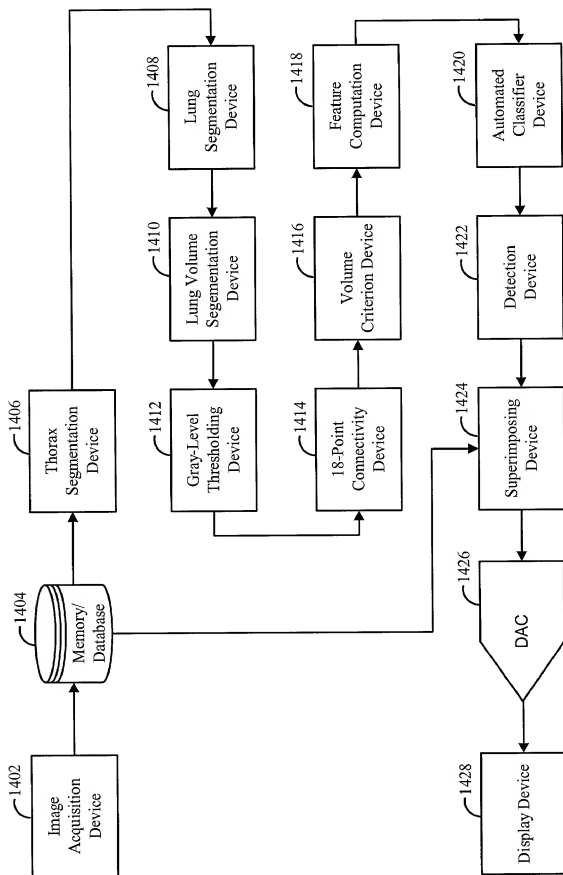 1402
Image
Acquisition
Device
1404
Memory/
Database
1406
Thorax
Segmentation
Device
1408
Lung
Segmentation
Device
1410
Lung Volume
Segementation
Device
1412
Gray-Level
Thresholding
Device
1414
18-Point
Connectivity
Device
1416
Volume
Criterion Device
1418
Feature
Computation
Device
1420
Automated
Classifier
Device
1422
Detection
Device
1424
Superimposing
Device
1426
DAC
1428
Display Device